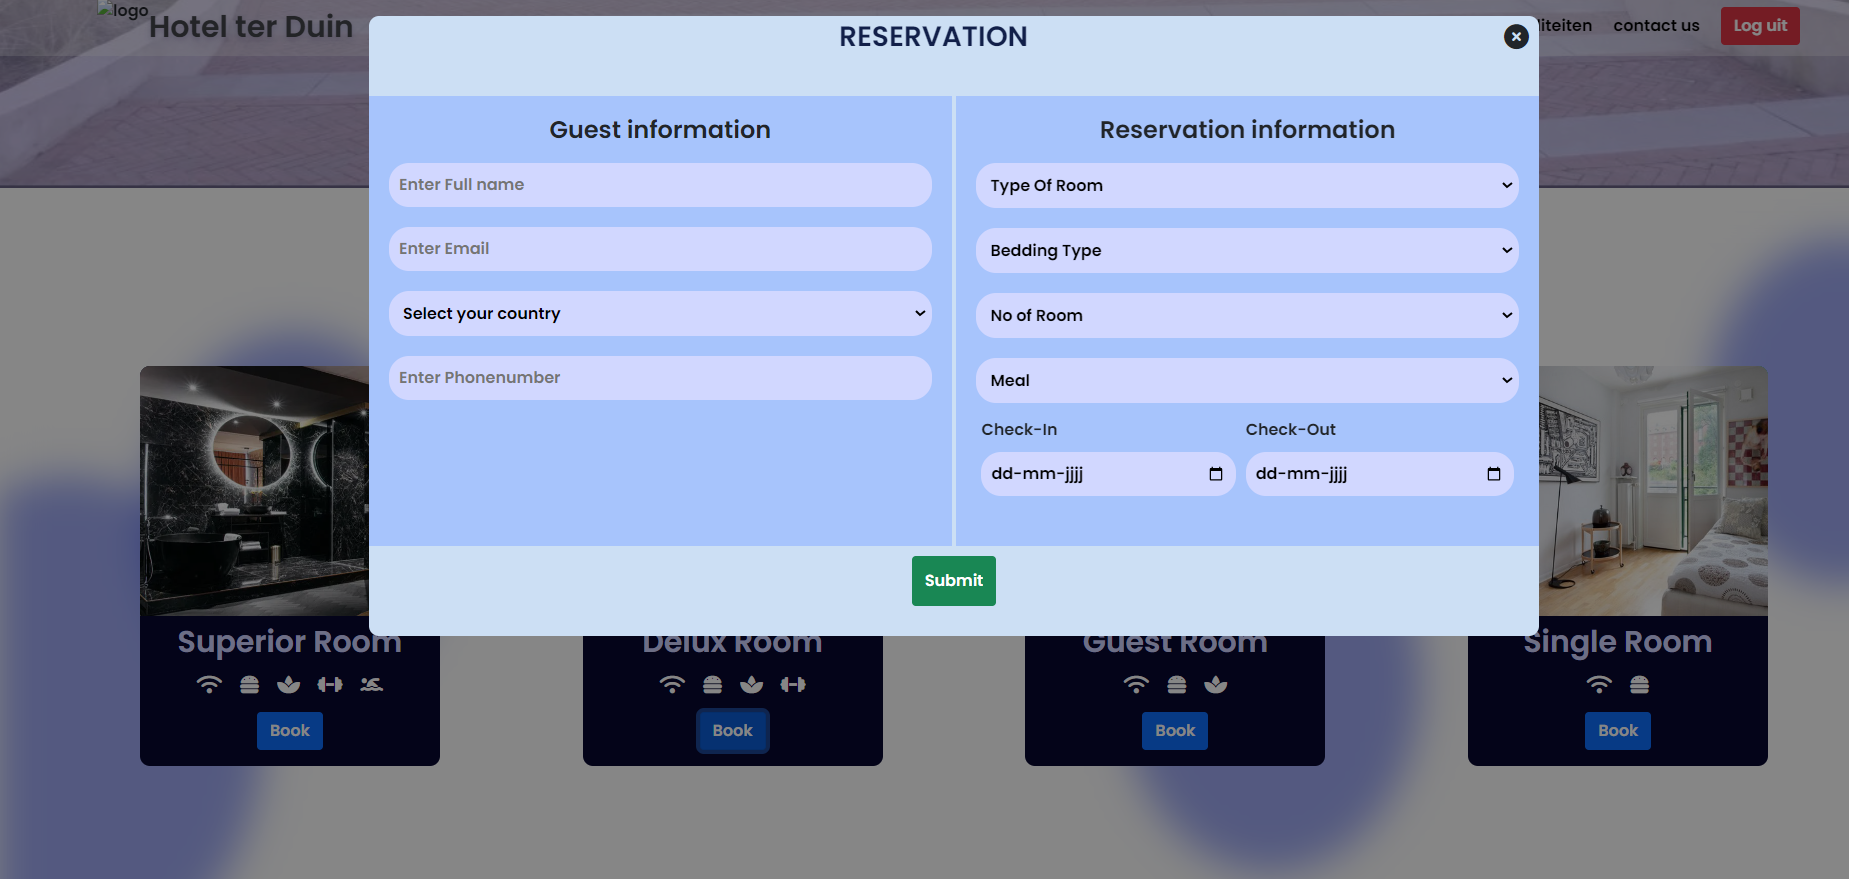 logo
Hotel ter Duin
liteiten
contact us
Log uit
RESERVATION
Guest information
Enter Full name
Enter Email
Select your country
Enter Phonenumber
Reservation information
Type Of Room
Bedding Type
No of Room
Meal
Check-In
Check-Out
dd-mm-jjjj
dd-mm-jjjj
Submit
Superior Room
Delux Room
Guest Room
Single Room
Book
Book
Book
Book